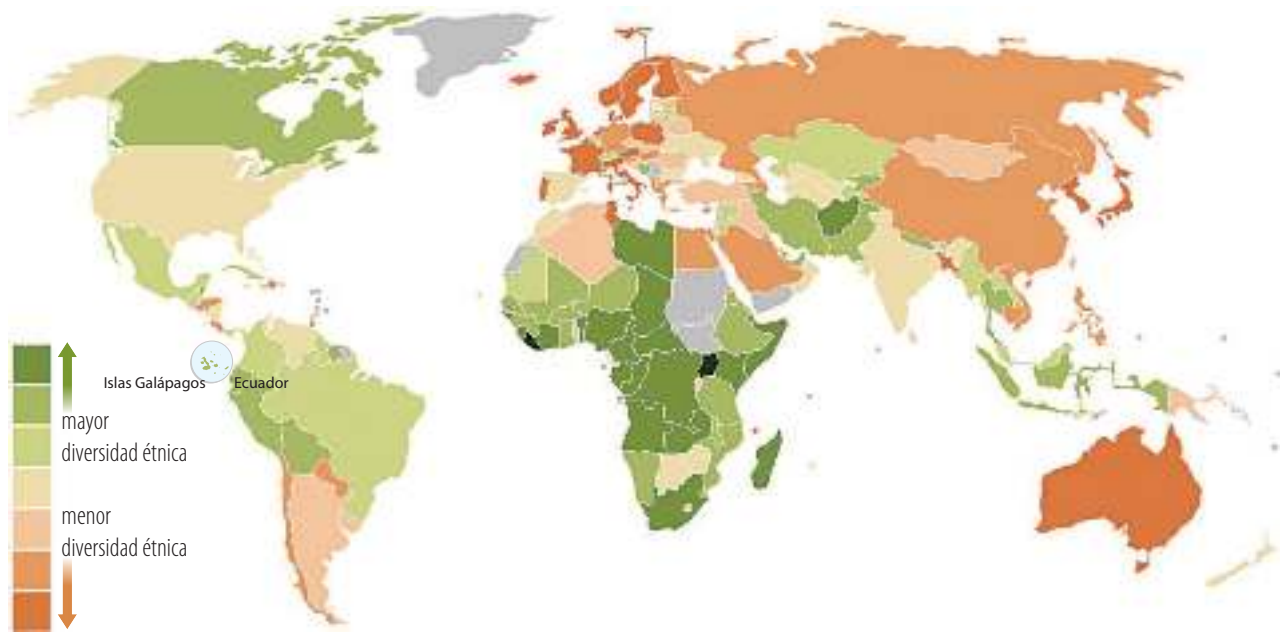 Islas Galápagos Ecuador
mayor
diversidad étnica
menor
diversidad étnica